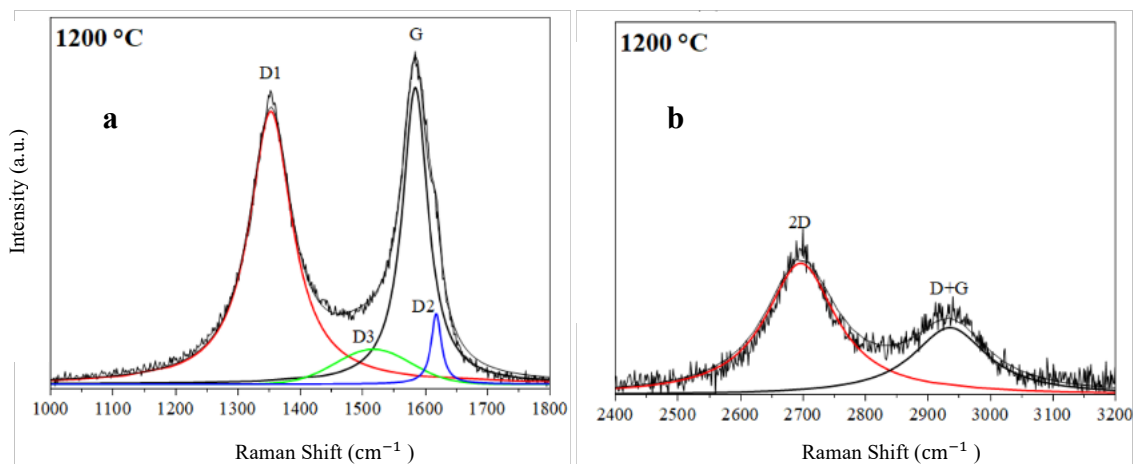 1200 °C
a
G
D1
D3
D2
Intensity (a.u.)
1000 1100 1200 1300 1400 1500 1600 1700 1800
Raman Shift (cm⁻¹ )
1200 °C
b
2D
D+G
2400 2500 2600 2700 2800 2900 3000 3100 3200
Raman Shift (cm⁻¹ )